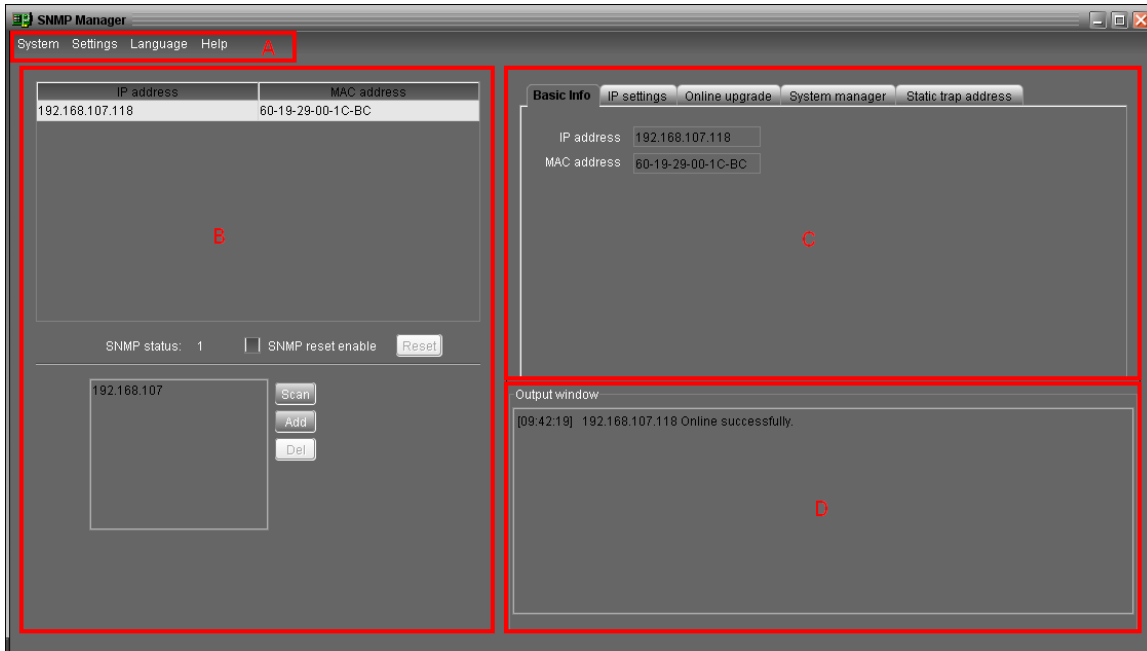 SNMP Manager
System Settings Language Help A
IP address MAC address
192.168.107.118 60-19-29-00-1C-BC
B
SNMP status: 1 SNMP reset enable Reset
192.168.107
Scan
Add
Del
Basic Info IP settings Online upgrade System manager Static trap address
IP address 192.168.107.118
MAC address 60-19-29-00-1C-BC
C
Output window
[09:42:19] 192.168.107.118 Online successfully.
D